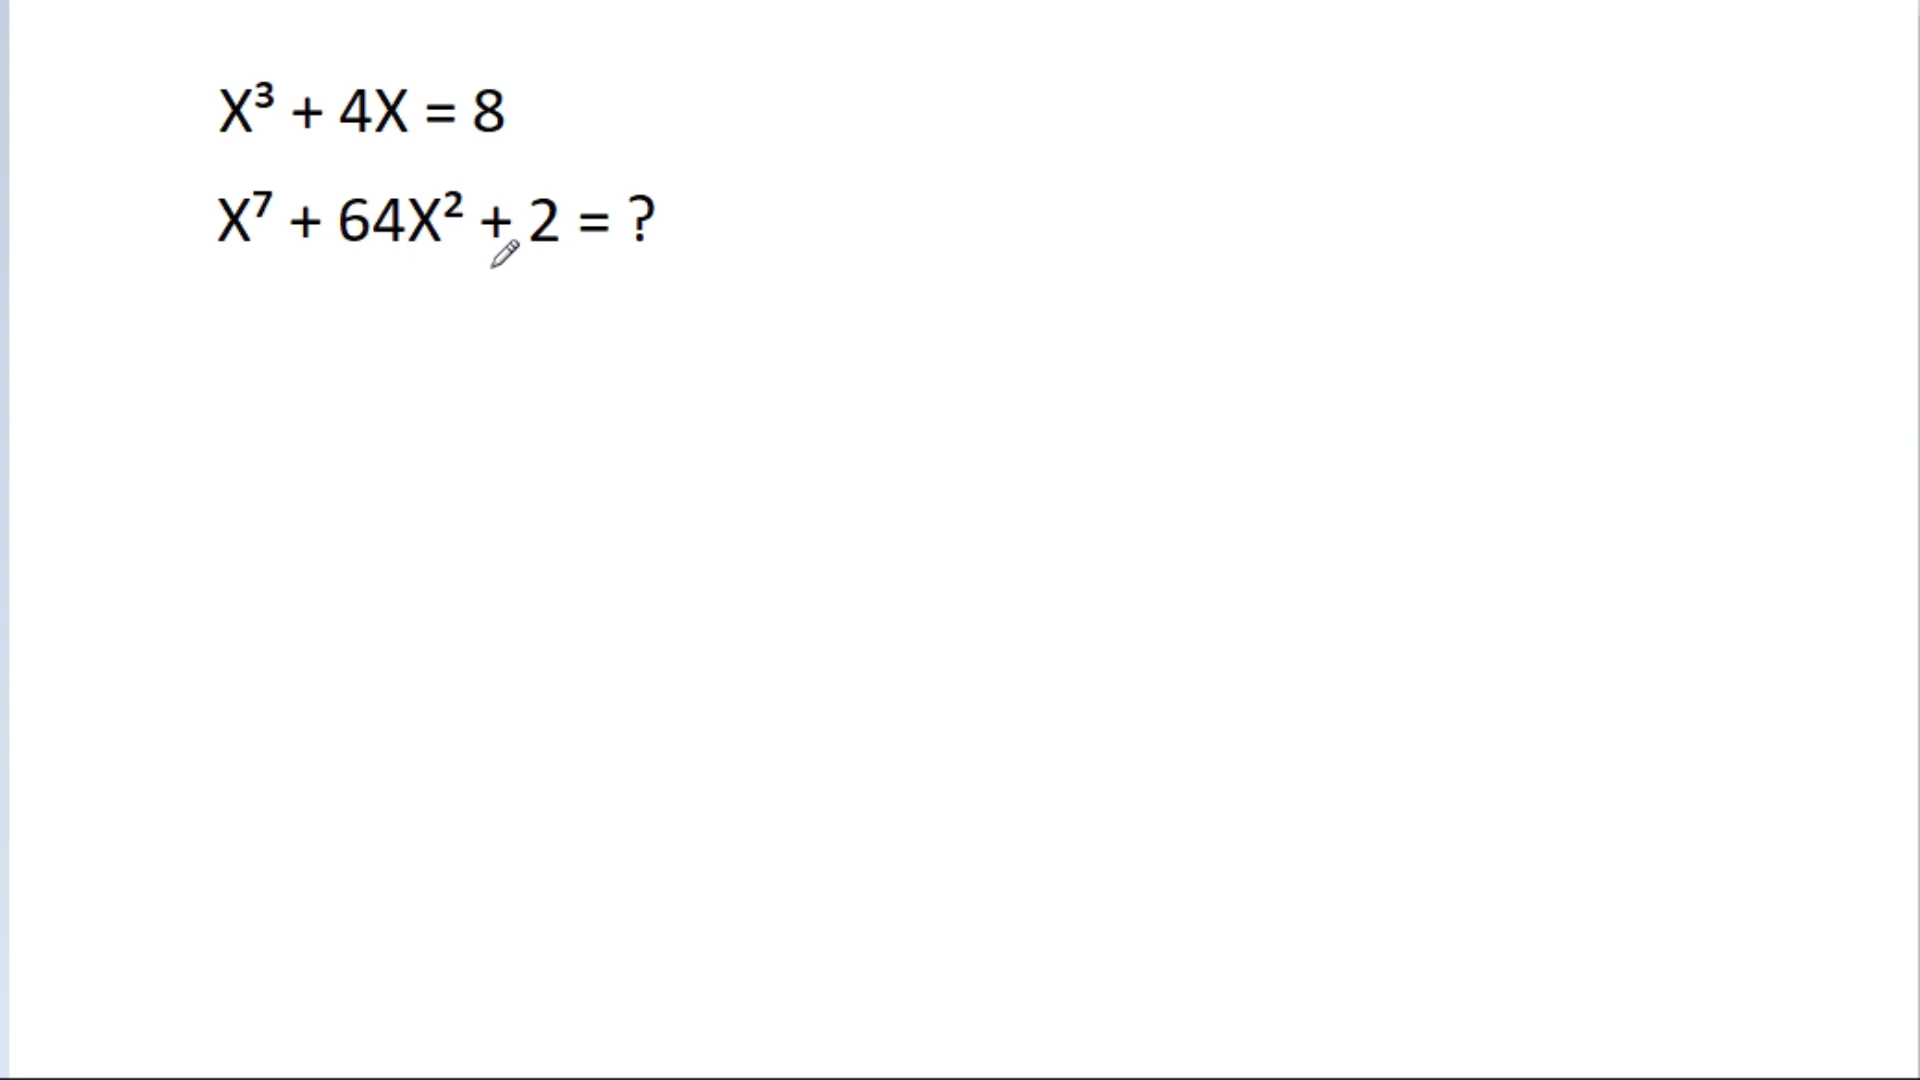 X³ + 4X = 8
X⁷ + 64X² + 2 = ?